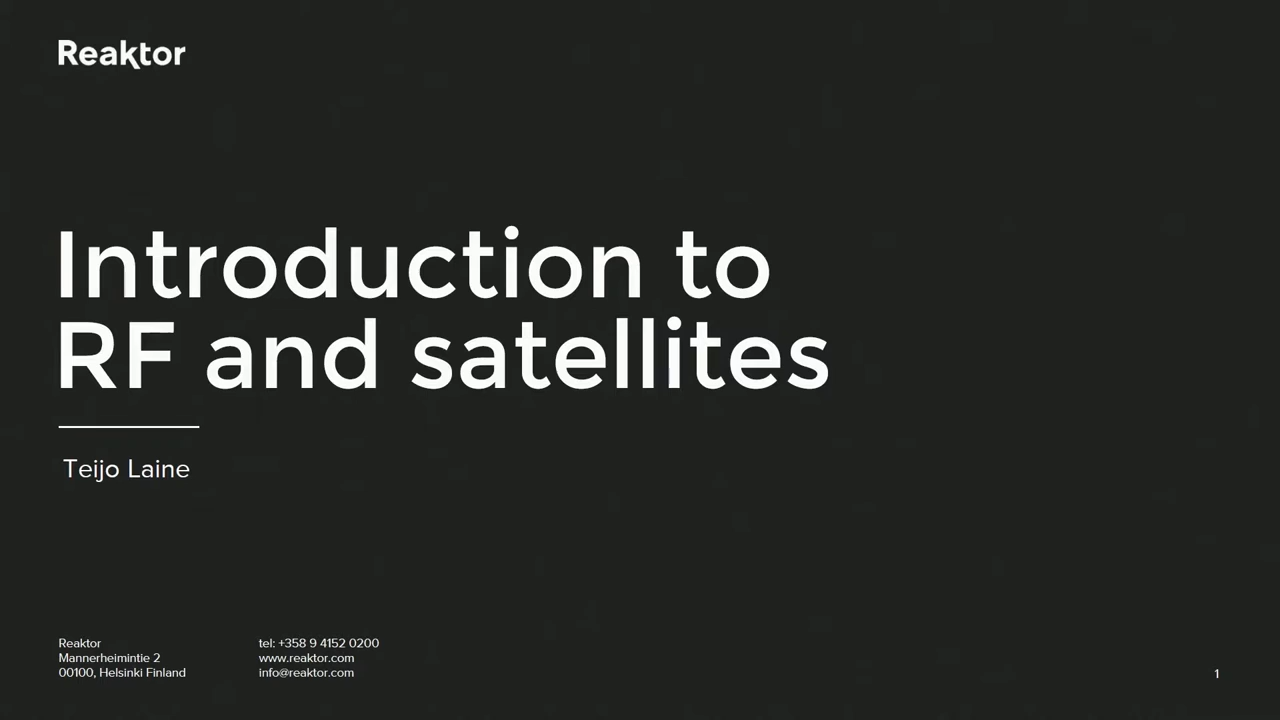 Reaktor
Introduction to
RF and satellites
Teijo Laine
Reaktor
Mannerheimintie 2
00100, Helsinki Finland
tel: +358 9 4152 0200
www.reaktor.com
info@reaktor.com
1